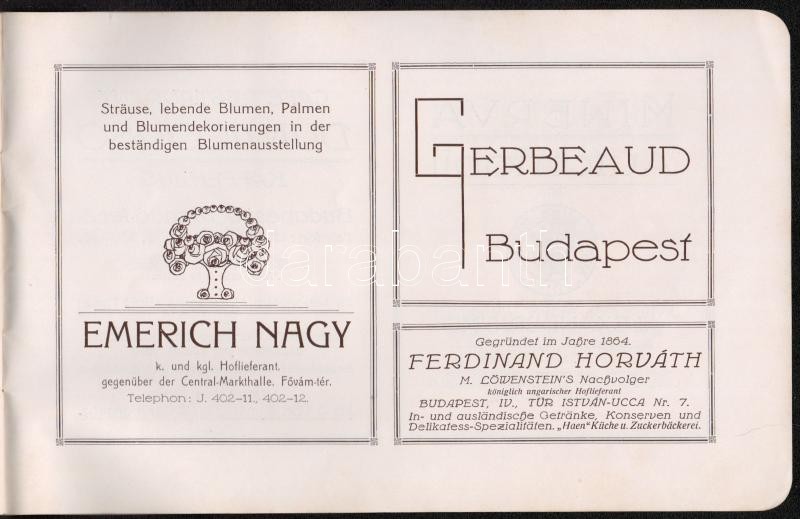 Sträuse, lebende Blumen, Palmen
und Blumendekorierungen in der
beständigen Blumenausstellung
EMERICH NAGY
k. und kgl. Hoflieferant.
gegenüber der Central-Markthalle. Fővám-tér.
Telephon: J. 402-11., 402-12.
GERBEAUD
Budapest
Gegründet im Jahre 1864.
FERDINAND HORVÁTH
M. LÖWENSTEIN'S Nachvolger
königlich ungarischer Hoflieferant
BUDAPEST, IV., TÜR ISTVÁN-UCCA Nr. 7.
In- und ausländische Getränke, Konserven und
Delikatess-Spezialitäten. „Haen" Küche u. Zuckerbäckerei.
darabanth